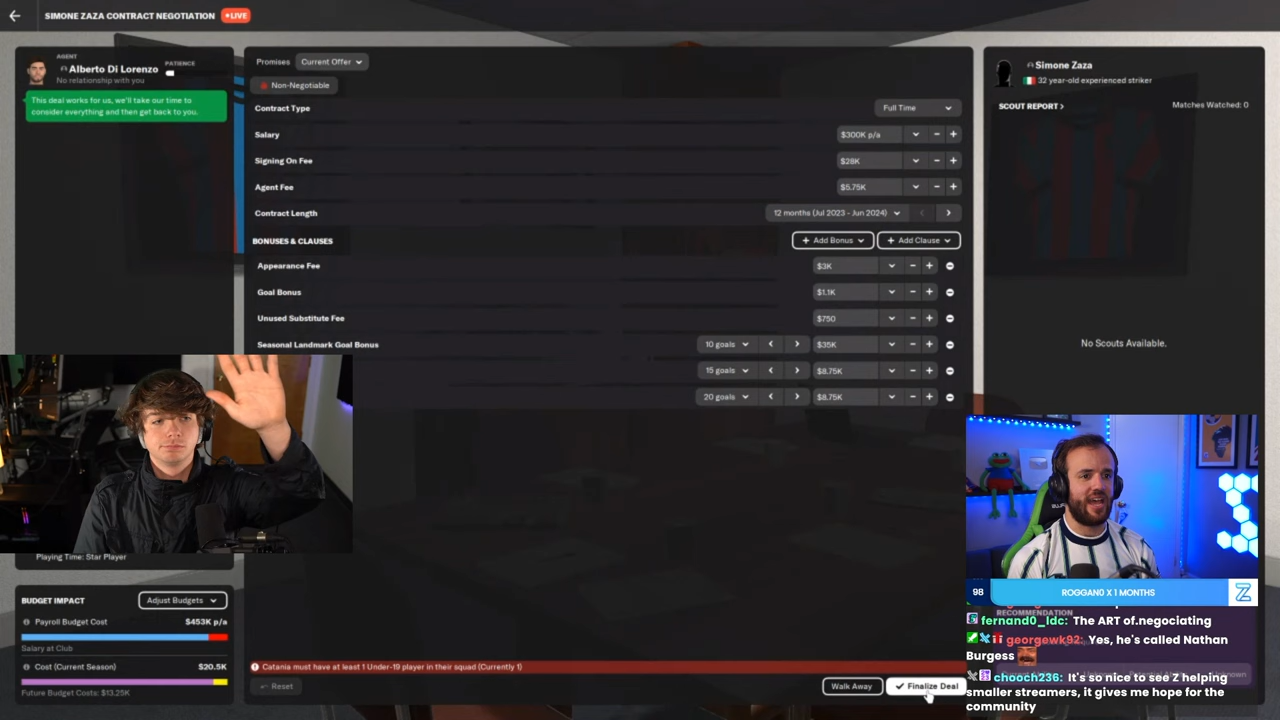 SIMONE ZAZA CONTRACT NEGOTIATION
LIVE
AGENT
Alberto Di Lorenzo
No relationship with you
PATIENCE
This deal works for us, we'll take our time to
consider everything and then get back to you.
Promises
Current Offer
Non-Negotiable
Contract Type
Full Time
Salary
$300K p/a
Signing On Fee
$28K
Agent Fee
$5.75K
Contract Length
12 months (Jul 2023 - Jun 2024)
BONUSES & CLAUSES
+ Add Bonus
+ Add Clause
Appearance Fee
$3K
Goal Bonus
$1.1K
Unused Substitute Fee
$750
Seasonal Landmark Goal Bonus
10 goals
$35K
15 goals
$8.75K
20 goals
$8.75K
Simone Zaza
32 year-old experienced striker
SCOUT REPORT >
Matches Watched: 0
No Scouts Available.
Playing Time: Star Player
BUDGET IMPACT
Adjust Budgets
Payroll Budget Cost
$453K p/a
Salary at Club
Cost (Current Season)
$20.5K
Future Budget Costs: $13.25K
Catania must have at least 1 Under-19 player in their squad (Currently 1)
Reset
Walk Away
Finalize Deal
98
ROGGAN0 X 1 MONTHS
Z
RECOMMENDATION
fernand0_ldc: The ART of.negociating
georgewk92: Yes, he's called Nathan
Burgess
chooch236: It's so nice to see Z helping
smaller streamers, it gives me hope for the
community